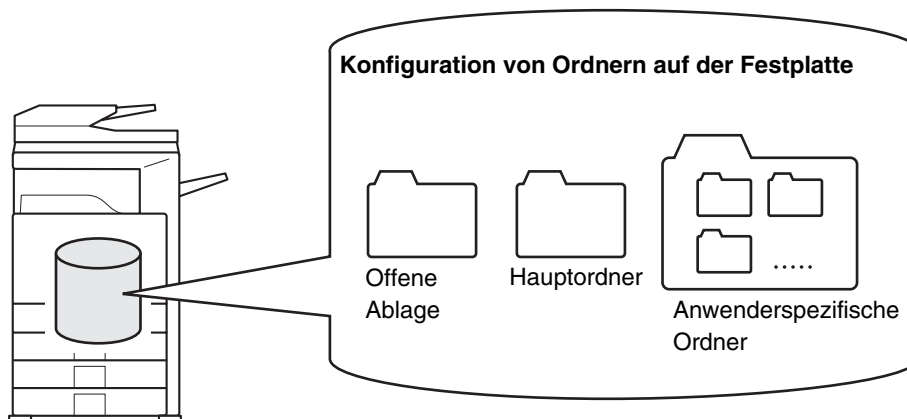 Konfiguration von Ordnern auf der Festplatte
Offene
Ablage
Hauptordner
Anwenderspezifische
Ordner
.....